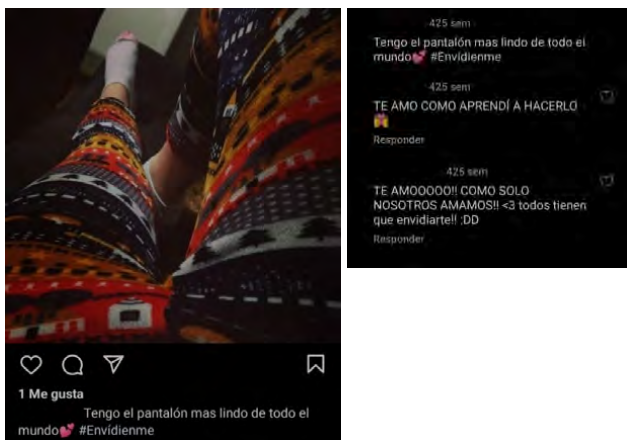 1 Me gusta
Tengo el pantalón mas lindo de todo el
mundo💕 #Envídienme
425 sem
Tengo el pantalón mas lindo de todo el
mundo💕 #Envídienme
425 sem
TE AMO COMO APRENDÍ A HACERLO
👫
Responder
425 sem
TE AMOOOOO!! COMO SOLO
NOSOTROS AMAMOS!! <3 todos tienen
que envidiarte!! :DD
Responder